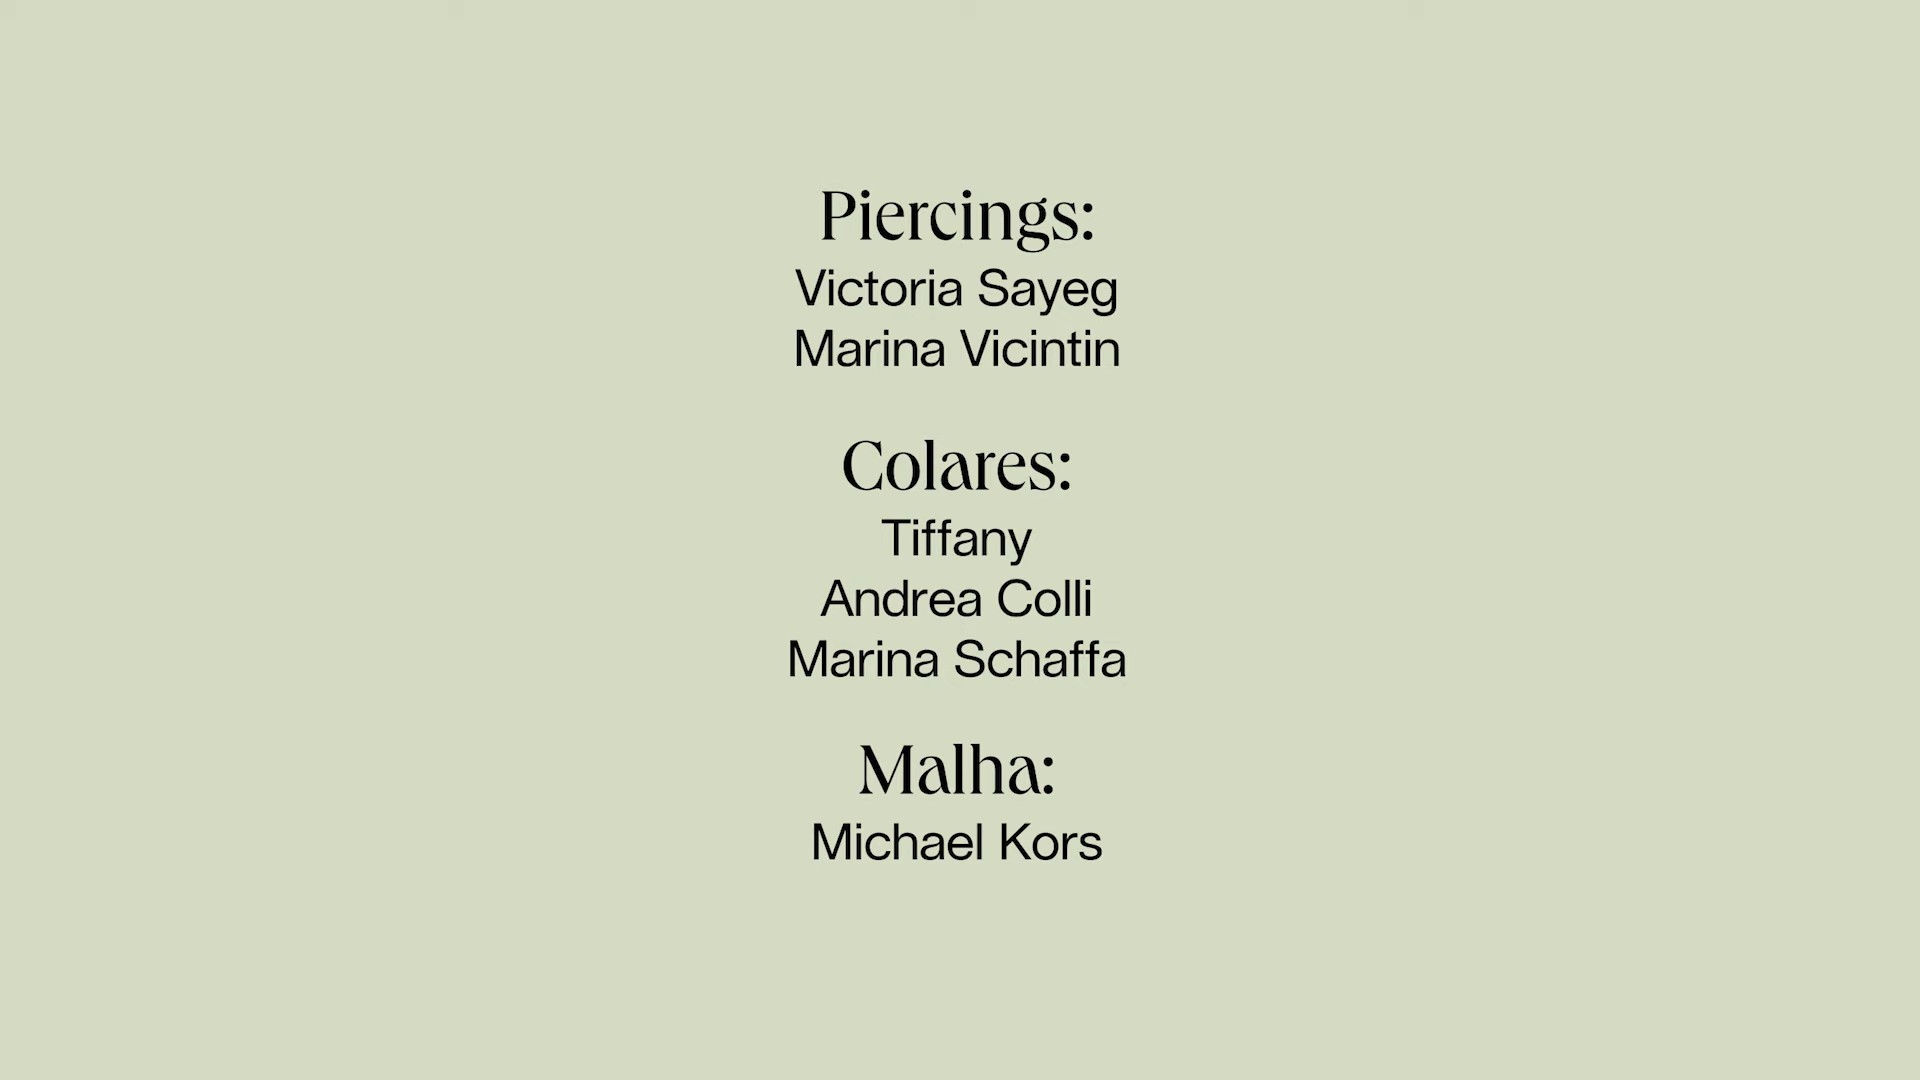 Piercings:
Victoria Sayeg
Marina Vicintin
Colares:
Tiffany
Andrea Colli
Marina Schaffa
Malha:
Michael Kors